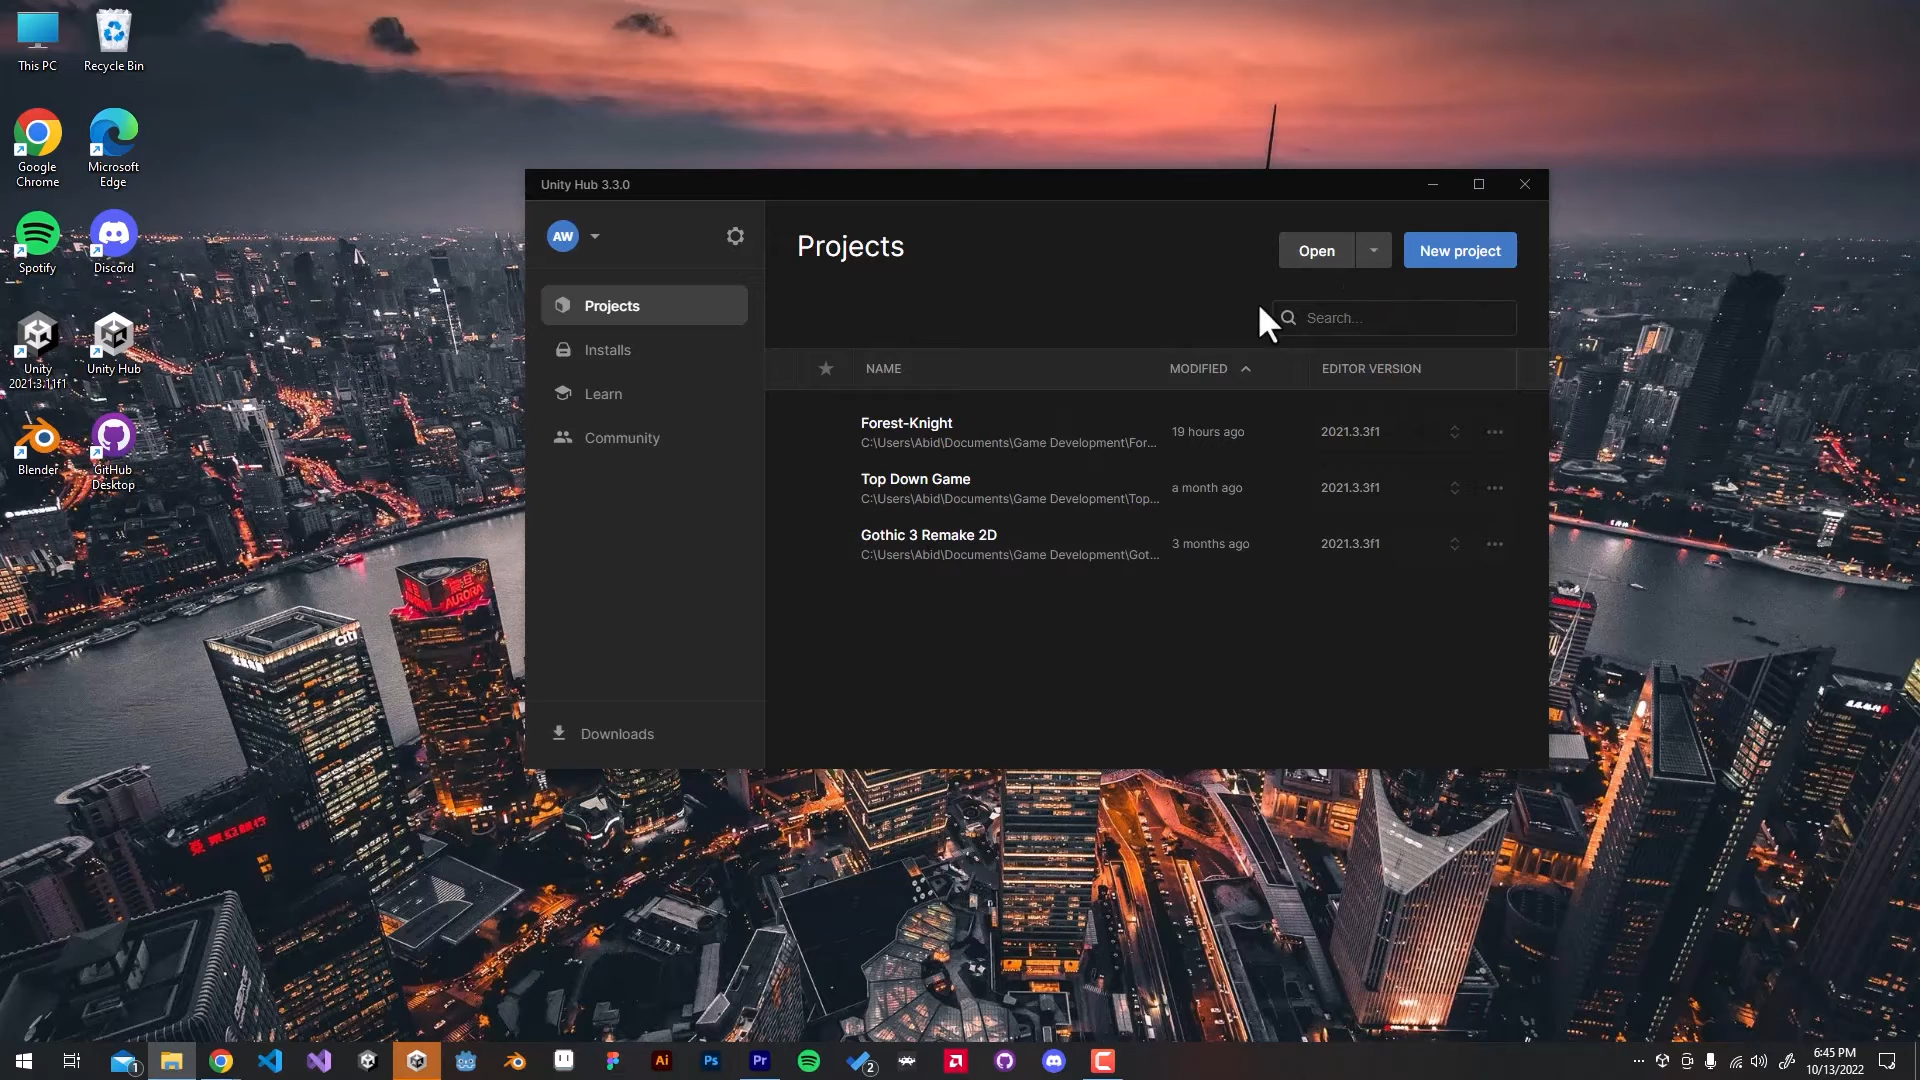 This PC
Recycle Bin
Google
Chrome
Microsoft
Edge
Spotify
Discord
Unity
2021.3.11f1
Unity Hub
Blender
GitHub
Desktop
Unity Hub 3.3.0
AW
Projects
Installs
Learn
Community
Downloads
Projects
Open
New project
Search...
NAME
MODIFIED
EDITOR VERSION
Forest-Knight
C:\Users\Abid\Documents\Game Development\For...
19 hours ago
2021.3.3f1
Top Down Game
C:\Users\Abid\Documents\Game Development\Top...
a month ago
2021.3.3f1
Gothic 3 Remake 2D
C:\Users\Abid\Documents\Game Development\Got...
3 months ago
2021.3.3f1
citi
AURORA
1
Ai
Ps
Pr
2
6:45 PM
10/13/2022